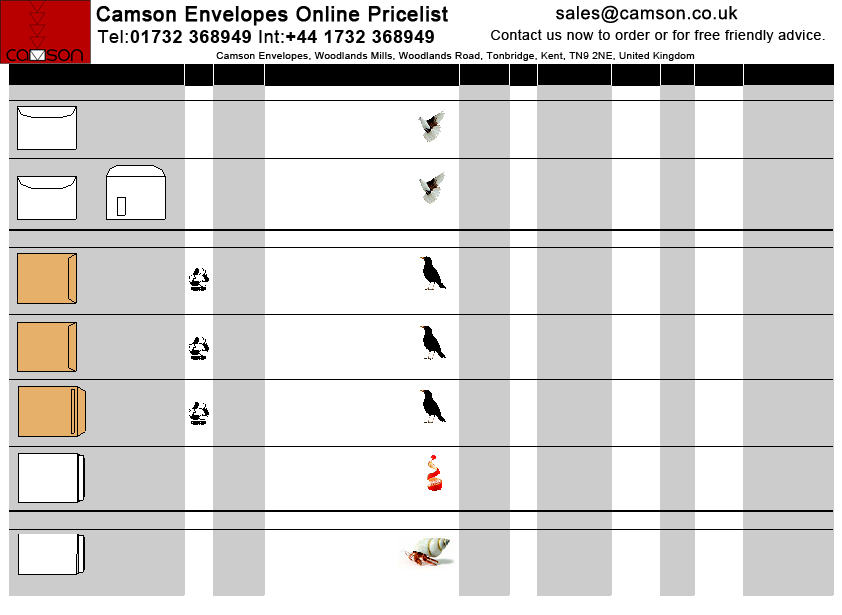 camson
Camson Envelopes Online Pricelist
Tel:01732 368949 Int:+44 1732 368949
sales@camson.co.uk
Contact us now to order or for free friendly advice.
Camson Envelopes, Woodlands Mills, Woodlands Road, Tonbridge, Kent, TN9 2NE, United Kingdom